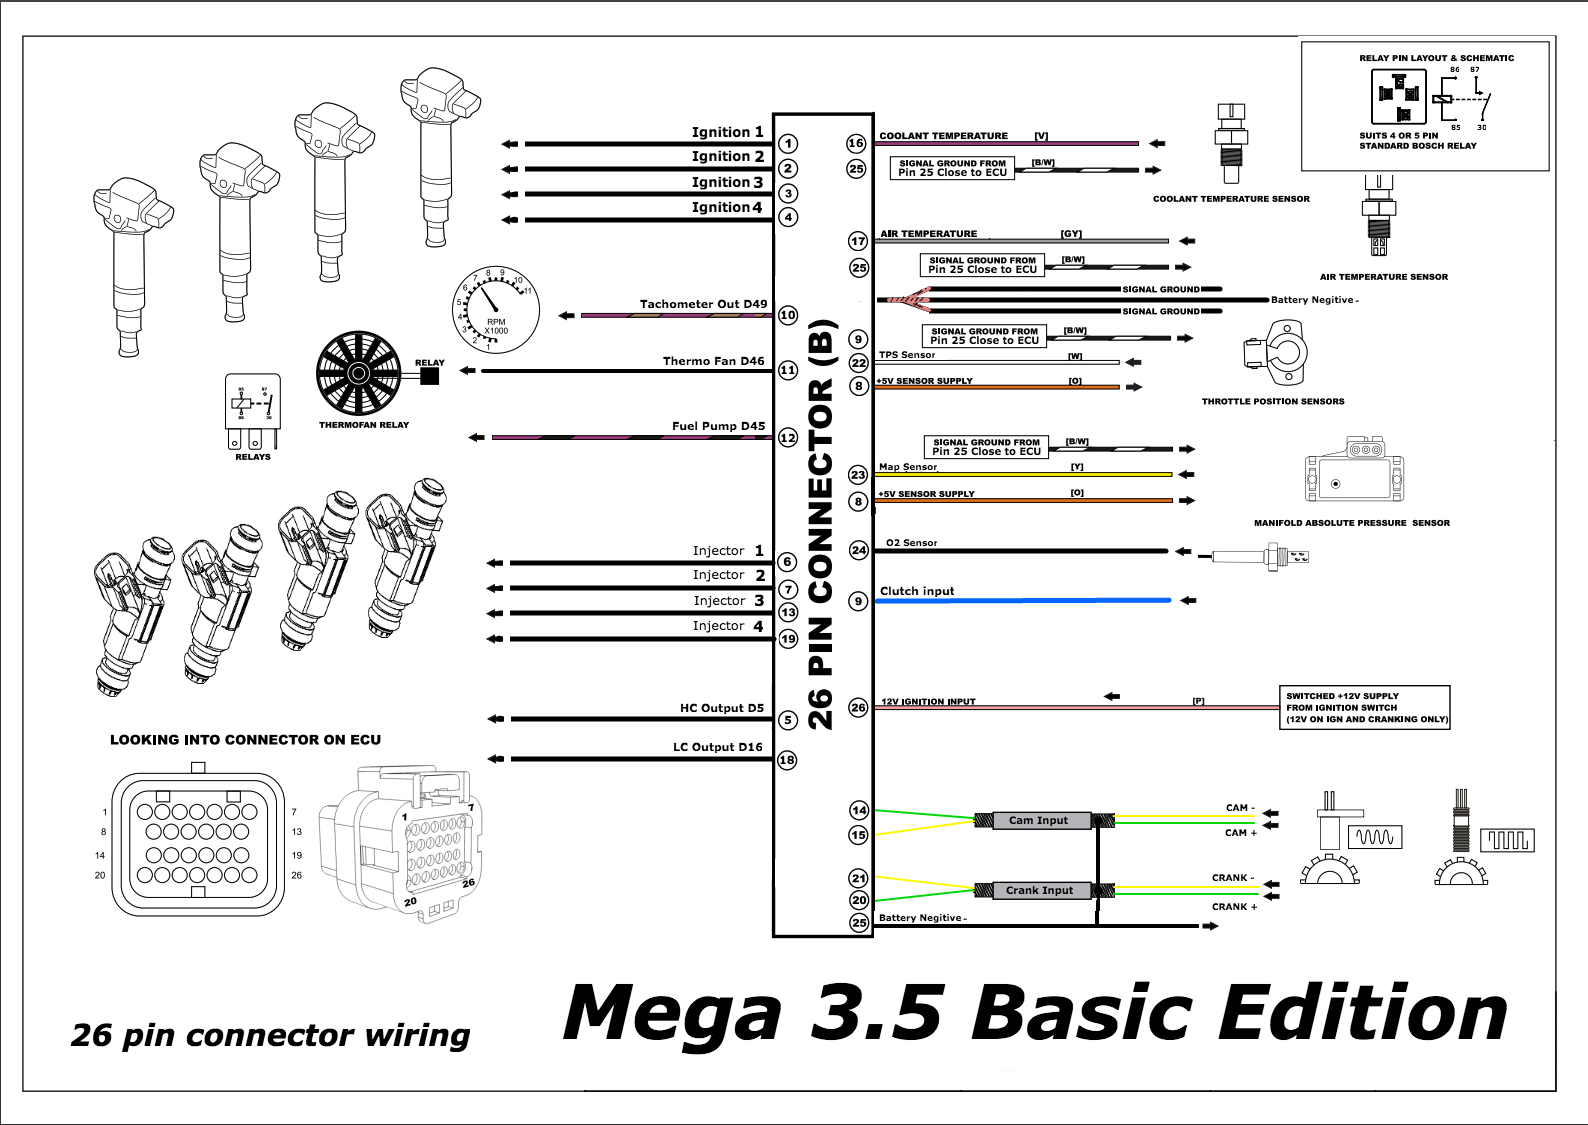 RELAY PIN LAYOUT & SCHEMATIC
86 87
85 30
SUITS 4 OR 5 PIN
STANDARD BOSCH RELAY
Ignition 1
1
Ignition 2
2
Ignition 3
3
Ignition 4
4
Tachometer Out D49
10
1 2 3 4 5 6 7 8 9 10 11
RPM
X1000
Thermo Fan D46
11
RELAY
THERMOFAN RELAY
85 87
86 30
RELAYS
Fuel Pump D45
12
Injector 1
6
Injector 2
7
Injector 3
13
Injector 4
19
HC Output D5
5
LC Output D16
18
26 PIN CONNECTOR (B)
16
COOLANT TEMPERATURE [V]
25
SIGNAL GROUND FROM
Pin 25 Close to ECU
[B/W]
COOLANT TEMPERATURE SENSOR
17
AIR TEMPERATURE [GY]
25
SIGNAL GROUND FROM
Pin 25 Close to ECU
[B/W]
AIR TEMPERATURE SENSOR
SIGNAL GROUND
Battery Negitive -
SIGNAL GROUND
9
SIGNAL GROUND FROM
Pin 25 Close to ECU
[B/W]
22
TPS Sensor [W]
8
+5V SENSOR SUPPLY [O]
THROTTLE POSITION SENSORS
SIGNAL GROUND FROM
Pin 25 Close to ECU
[B/W]
23
Map Sensor [Y]
8
+5V SENSOR SUPPLY [O]
MANIFOLD ABSOLUTE PRESSURE SENSOR
24
O2 Sensor
9
Clutch input
26
12V IGNITION INPUT [P]
SWITCHED +12V SUPPLY
FROM IGNITION SWITCH
(12V ON IGN AND CRANKING ONLY)
14
15
Cam Input
CAM -
CAM +
21
20
Crank Input
CRANK -
CRANK +
25
Battery Negitive -
LOOKING INTO CONNECTOR ON ECU
1 7
8 13
14 19
20 26
1 7
20 26
26 pin connector wiring
Mega 3.5 Basic Edition